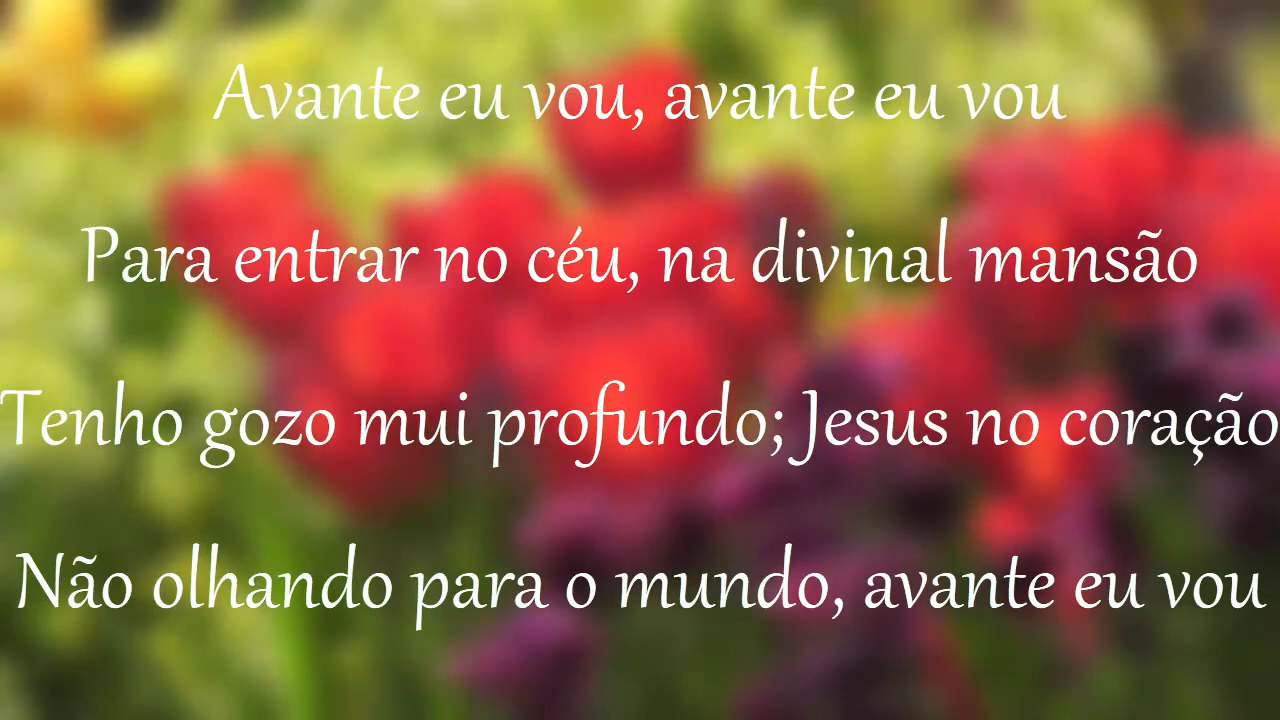 Avante eu vou, avante eu vou
Para entrar no céu, na divinal mansão
Tenho gozo mui profundo; Jesus no coração
Não olhando para o mundo, avante eu vou